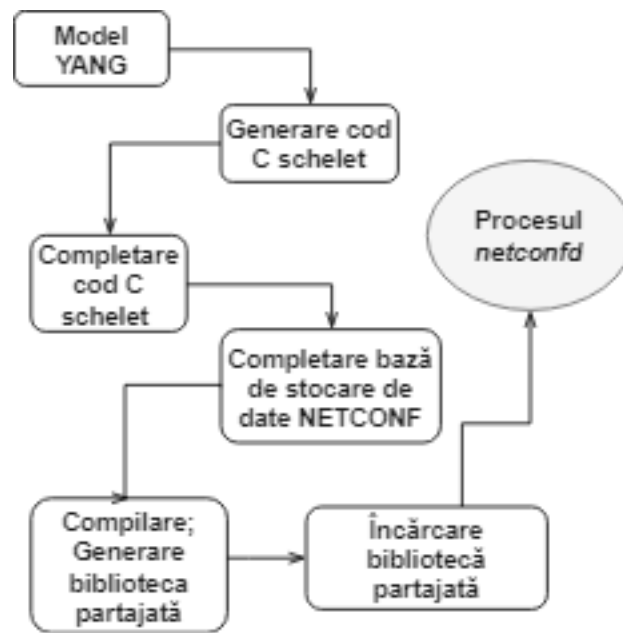 Model
YANG
Generare cod
C schelet
Procesul
netconfd
Completare
cod C
schelet
Completare bază
de stocare de
date NETCONF
Compilare;
Generare
biblioteca
partajată
Încărcare
bibliotecă
partajată